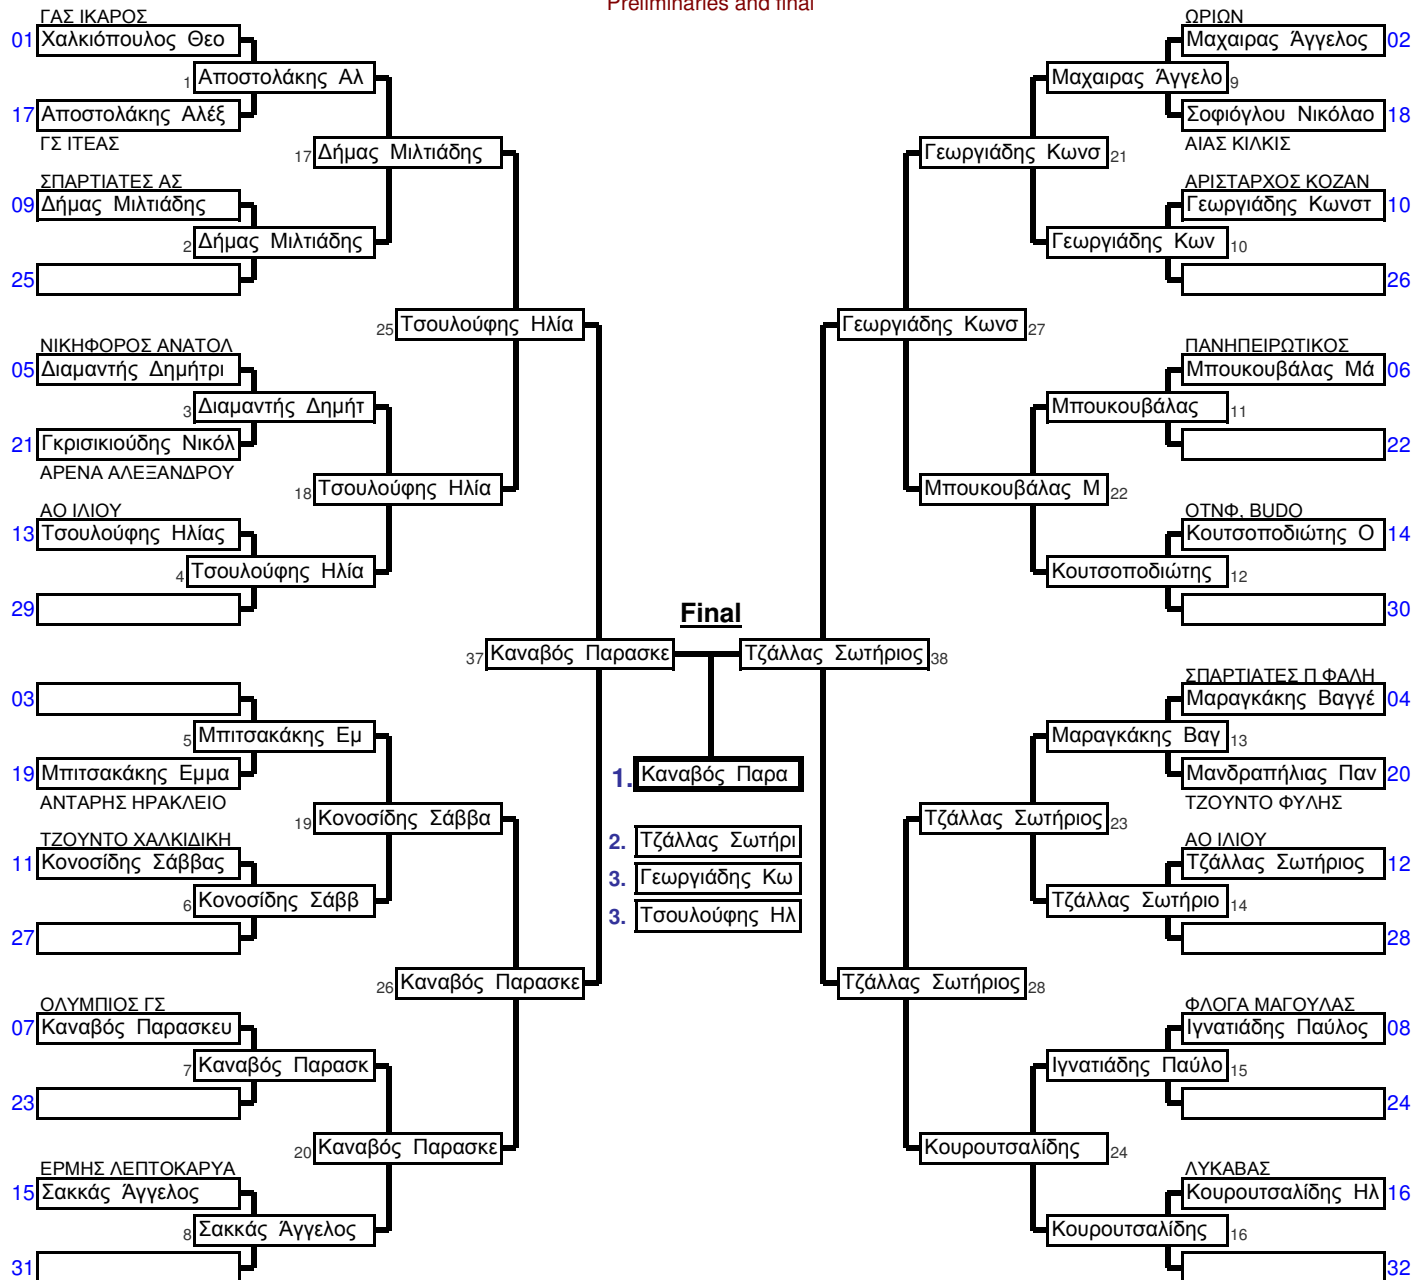 Preliminaries and final
ΓΑΣ ΙΚΑΡΟΣ
01 Χαλκιόπουλος Θεο
1 Αποστολάκης Αλ
17 Αποστολάκης Αλέξ
ΓΣ ΙΤΕΑΣ
17 Δήμας Μιλτιάδης
ΣΠΑΡΤΙΑΤΕΣ ΑΣ
09 Δήμας Μιλτιάδης
2 Δήμας Μιλτιάδης
25
25 Τσουλούφης Ηλία
ΝΙΚΗΦΟΡΟΣ ΑΝΑΤΟΛ
05 Διαμαντής Δημήτρι
3 Διαμαντής Δημήτ
21 Γκρισικιούδης Νικόλ
ΑΡΕΝΑ ΑΛΕΞΑΝΔΡΟΥ
18 Τσουλούφης Ηλία
ΑΟ ΙΛΙΟΥ
13 Τσουλούφης Ηλίας
4 Τσουλούφης Ηλία
29
37 Καναβός Παρασκε
03
5 Μπιτσακάκης Εμ
19 Μπιτσακάκης Εμμα
ΑΝΤΑΡΗΣ ΗΡΑΚΛΕΙΟ
19 Κονοσίδης Σάββα
ΤΖΟΥΝΤΟ ΧΑΛΚΙΔΙΚΗ
11 Κονοσίδης Σάββας
6 Κονοσίδης Σάββ
27
26 Καναβός Παρασκε
ΟΛΥΜΠΙΟΣ ΓΣ
07 Καναβός Παρασκευ
7 Καναβός Παρασκ
23
20 Καναβός Παρασκε
ΕΡΜΗΣ ΛΕΠΤΟΚΑΡΥΑ
15 Σακκάς Άγγελος
8 Σακκάς Άγγελος
31
Final
1. Καναβός Παρα
2. Τζάλλας Σωτήρι
3. Γεωργιάδης Κω
3. Τσουλούφης Ηλ
ΩΡΙΩΝ
Μαχαιρας Άγγελος 02
Μαχαιρας Άγγελο 9
Σοφιόγλου Νικόλαο 18
ΑΙΑΣ ΚΙΛΚΙΣ
Γεωργιάδης Κωνσ 21
ΑΡΙΣΤΑΡΧΟΣ ΚΟΖΑΝ
Γεωργιάδης Κωνστ 10
Γεωργιάδης Κων 10
26
Γεωργιάδης Κωνσ 27
ΠΑΝΗΠΕΙΡΩΤΙΚΟΣ
Μπουκουβάλας Μά 06
Μπουκουβάλας 11
22
Μπουκουβάλας Μ 22
ΟΤΝΦ, BUDO
Κουτσοποδιώτης Ο 14
Κουτσοποδιώτης 12
30
Τζάλλας Σωτήριος 38
ΣΠΑΡΤΙΑΤΕΣ Π ΦΑΛΗ
Μαραγκάκης Βαγγέ 04
Μαραγκάκης Βαγ 13
Μανδραπήλιας Παν 20
ΤΖΟΥΝΤΟ ΦΥΛΗΣ
Τζάλλας Σωτήριος 23
ΑΟ ΙΛΙΟΥ
Τζάλλας Σωτήριος 12
Τζάλλας Σωτήριο 14
28
Τζάλλας Σωτήριος 28
ΦΛΟΓΑ ΜΑΓΟΥΛΑΣ
Ιγνατιάδης Παύλος 08
Ιγνατιάδης Παύλο 15
24
Κουρουτσαλίδης 24
ΛΥΚΑΒΑΣ
Κουρουτσαλίδης Ηλ 16
Κουρουτσαλίδης 16
32